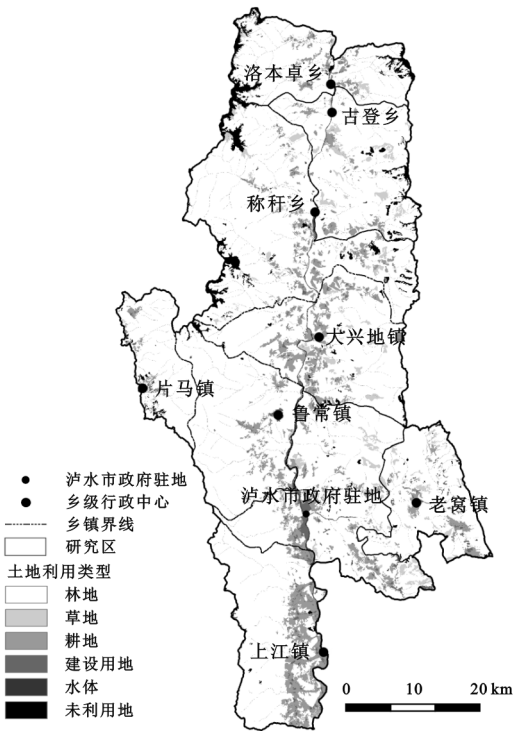 洛本卓乡
古登乡
称秆乡
大兴地镇
片马镇
鲁常镇
泸水市政府驻地
老窝镇
上江镇
泸水市政府驻地
乡级行政中心
乡镇界线
研究区
土地利用类型
林地
草地
耕地
建设用地
水体
未利用地
0 10 20 km